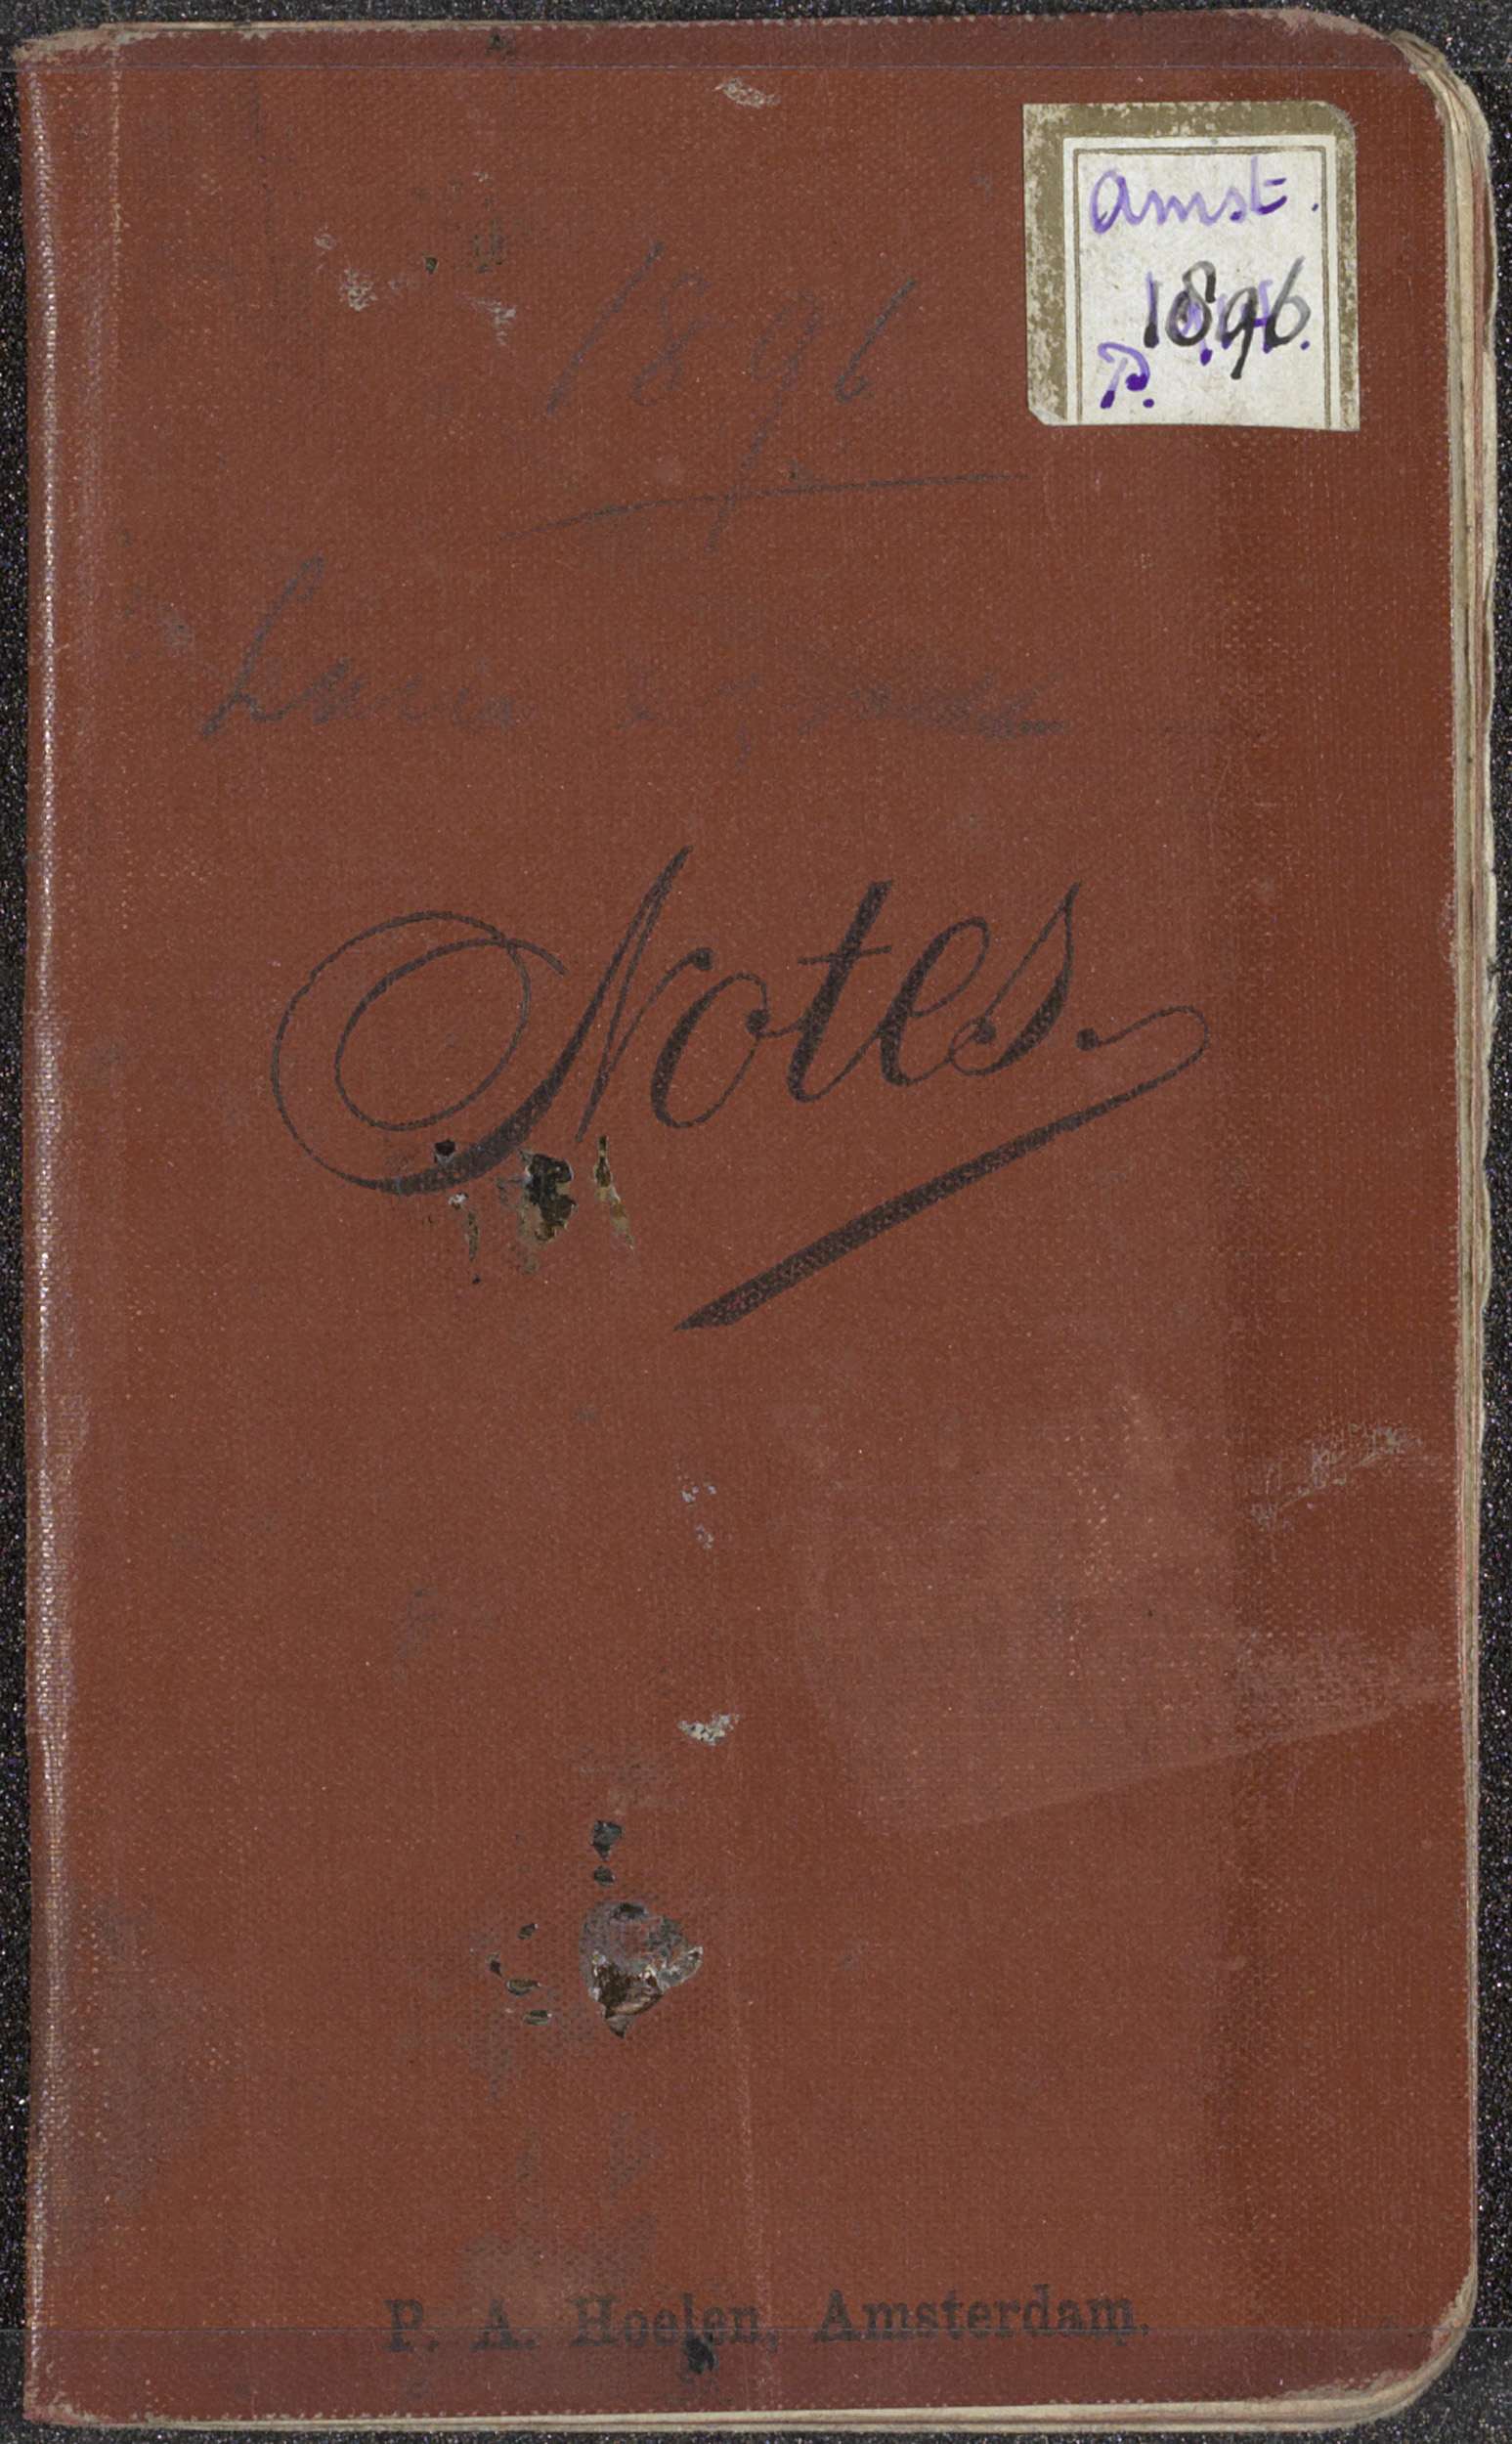 Amst.
1896
P.
1896
Notes.
P. A. Hoelen, Amsterdam.